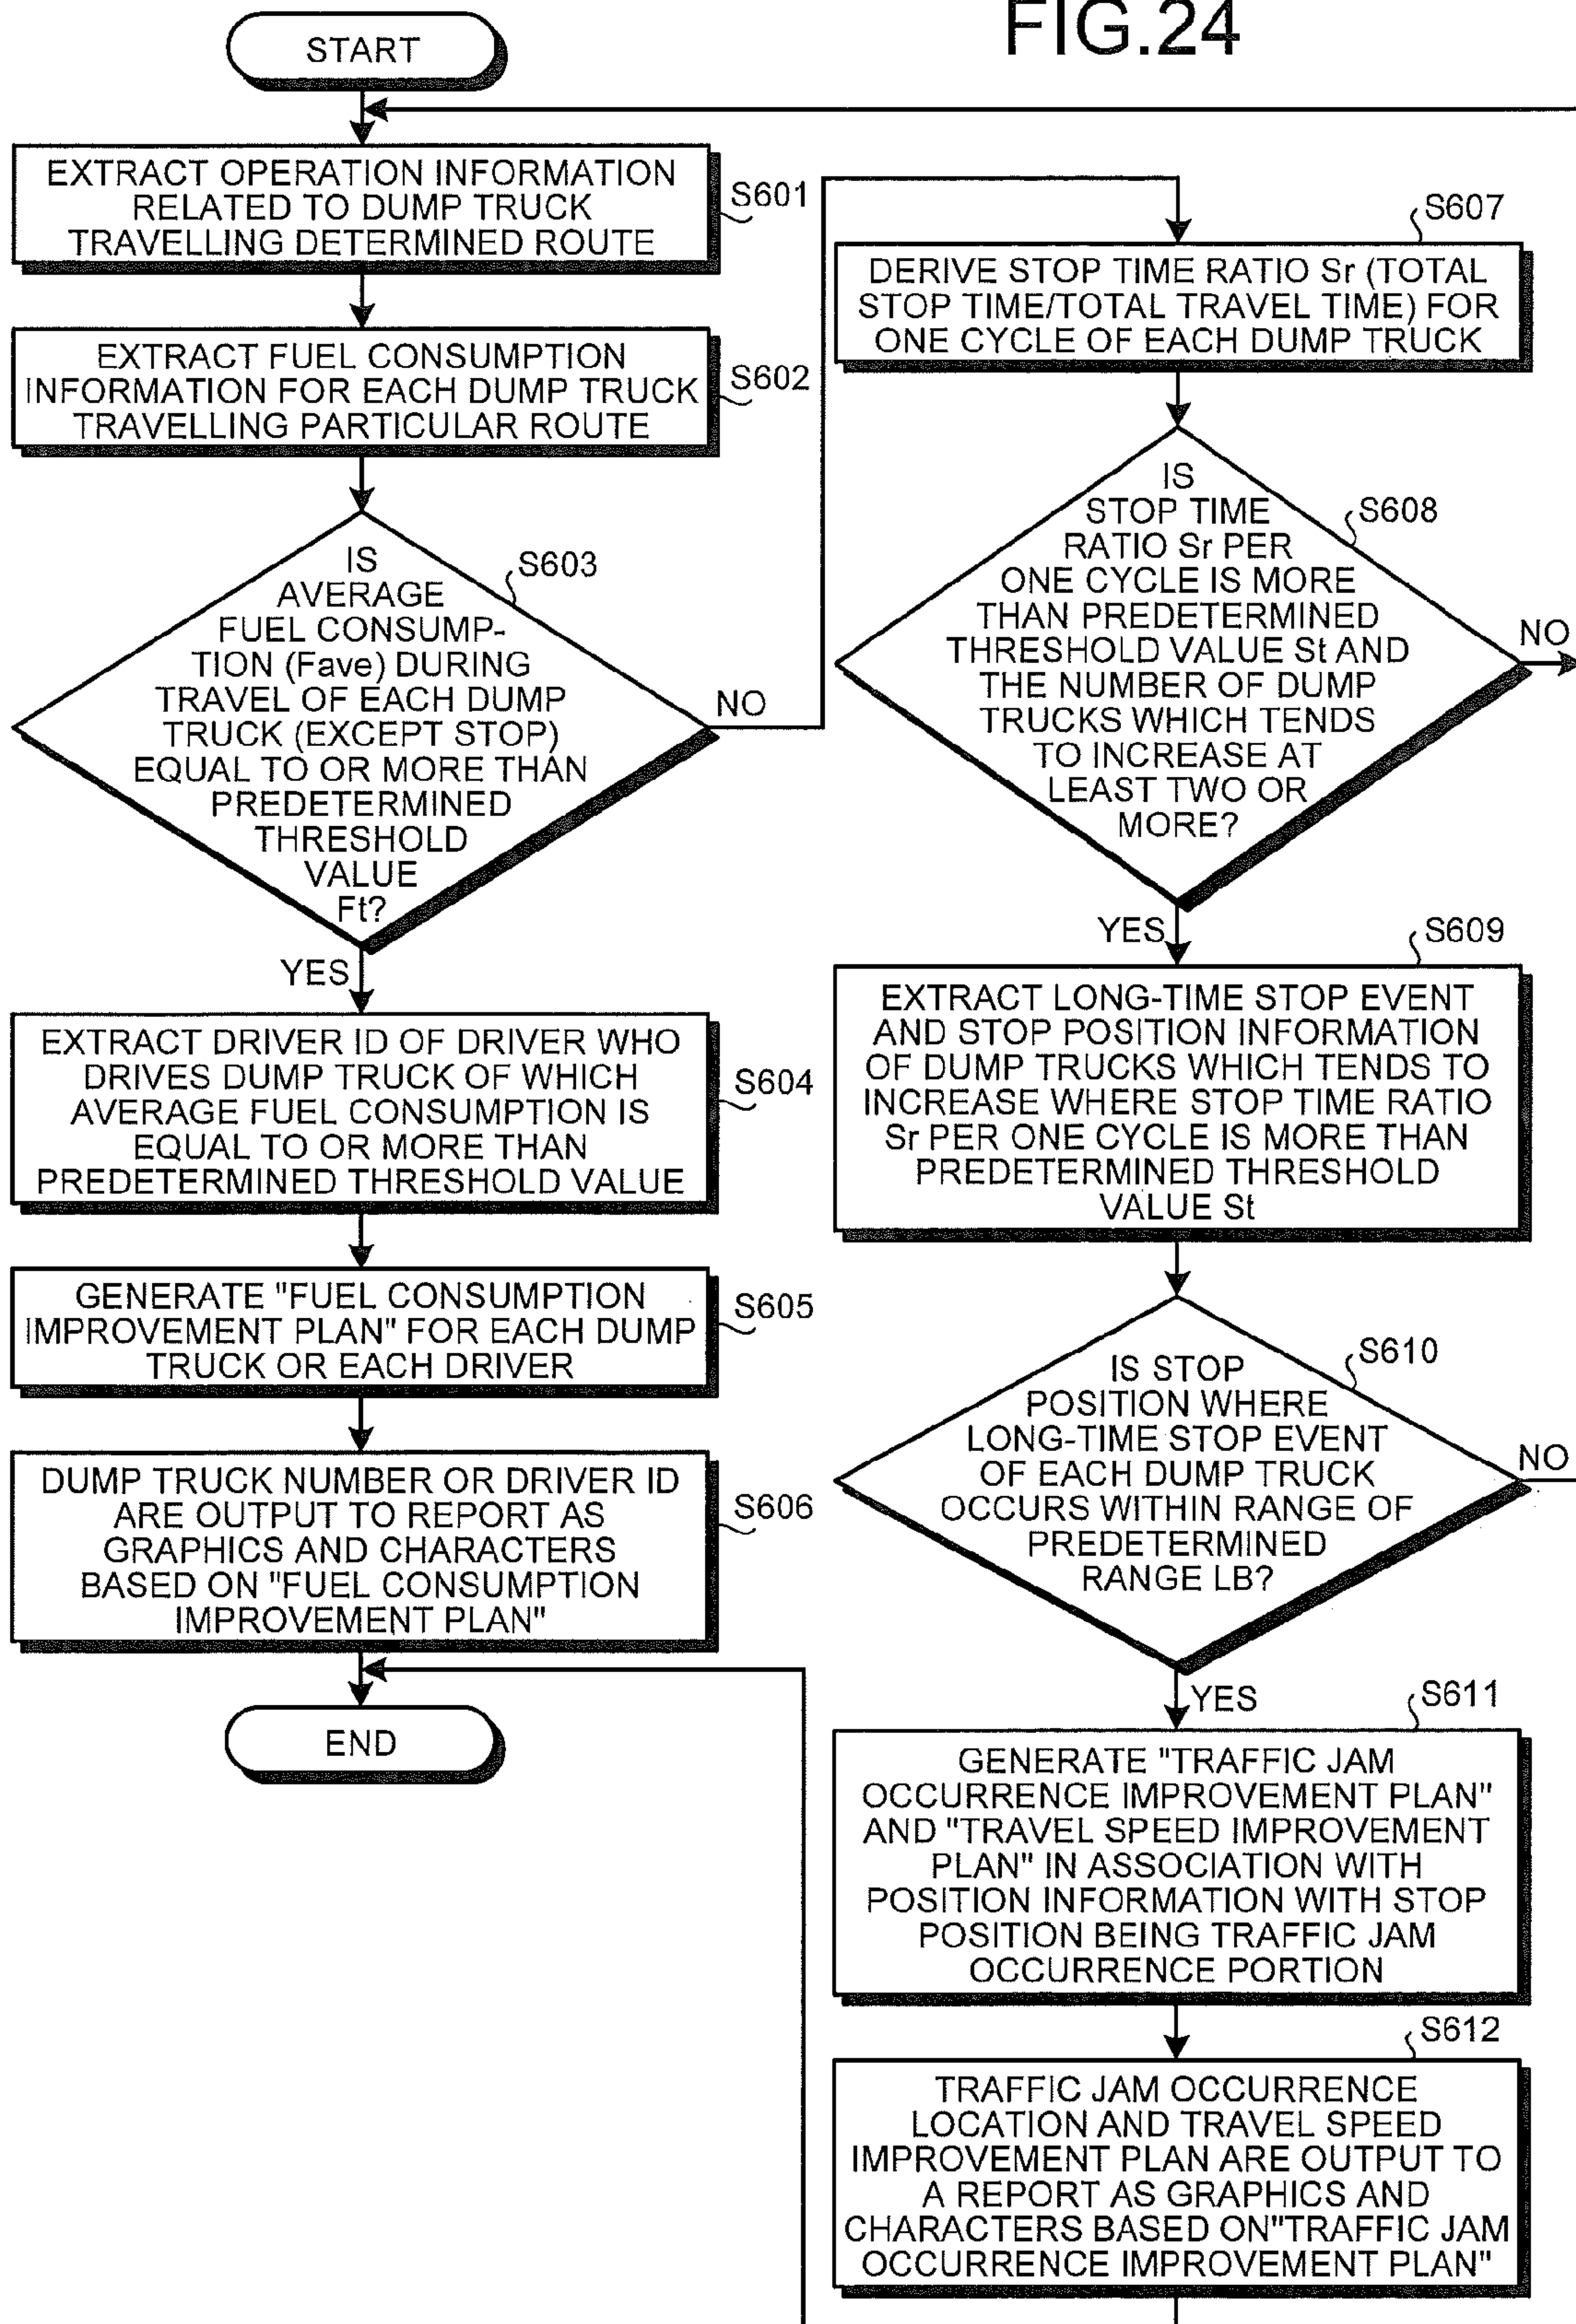 FIG.24
START
EXTRACT OPERATION INFORMATION
RELATED TO DUMP TRUCK
TRAVELLING DETERMINED ROUTE
S601
EXTRACT FUEL CONSUMPTION
INFORMATION FOR EACH DUMP TRUCK
TRAVELLING PARTICULAR ROUTE
S602
IS
AVERAGE
FUEL CONSUMP-
TION (Fave) DURING
TRAVEL OF EACH DUMP
TRUCK (EXCEPT STOP)
EQUAL TO OR MORE THAN
PREDETERMINED
THRESHOLD
VALUE
Ft?
S603
NO
YES
EXTRACT DRIVER ID OF DRIVER WHO
DRIVES DUMP TRUCK OF WHICH
AVERAGE FUEL CONSUMPTION IS
EQUAL TO OR MORE THAN
PREDETERMINED THRESHOLD VALUE
S604
GENERATE "FUEL CONSUMPTION
IMPROVEMENT PLAN" FOR EACH DUMP
TRUCK OR EACH DRIVER
S605
DUMP TRUCK NUMBER OR DRIVER ID
ARE OUTPUT TO REPORT AS
GRAPHICS AND CHARACTERS
BASED ON "FUEL CONSUMPTION
IMPROVEMENT PLAN"
S606
END
S607
DERIVE STOP TIME RATIO Sr (TOTAL
STOP TIME/TOTAL TRAVEL TIME) FOR
ONE CYCLE OF EACH DUMP TRUCK
S608
IS
STOP TIME
RATIO Sr PER
ONE CYCLE IS MORE
THAN PREDETERMINED
THRESHOLD VALUE St AND
THE NUMBER OF DUMP
TRUCKS WHICH TENDS
TO INCREASE AT
LEAST TWO OR
MORE?
NO
YES
S609
EXTRACT LONG-TIME STOP EVENT
AND STOP POSITION INFORMATION
OF DUMP TRUCKS WHICH TENDS TO
INCREASE WHERE STOP TIME RATIO
Sr PER ONE CYCLE IS MORE THAN
PREDETERMINED THRESHOLD
VALUE St
S610
IS STOP
POSITION WHERE
LONG-TIME STOP EVENT
OF EACH DUMP TRUCK
OCCURS WITHIN RANGE OF
PREDETERMINED
RANGE LB?
NO
YES
S611
GENERATE "TRAFFIC JAM
OCCURRENCE IMPROVEMENT PLAN"
AND "TRAVEL SPEED IMPROVEMENT
PLAN" IN ASSOCIATION WITH
POSITION INFORMATION WITH STOP
POSITION BEING TRAFFIC JAM
OCCURRENCE PORTION
S612
TRAFFIC JAM OCCURRENCE
LOCATION AND TRAVEL SPEED
IMPROVEMENT PLAN ARE OUTPUT TO
A REPORT AS GRAPHICS AND
CHARACTERS BASED ON"TRAFFIC JAM
OCCURRENCE IMPROVEMENT PLAN"